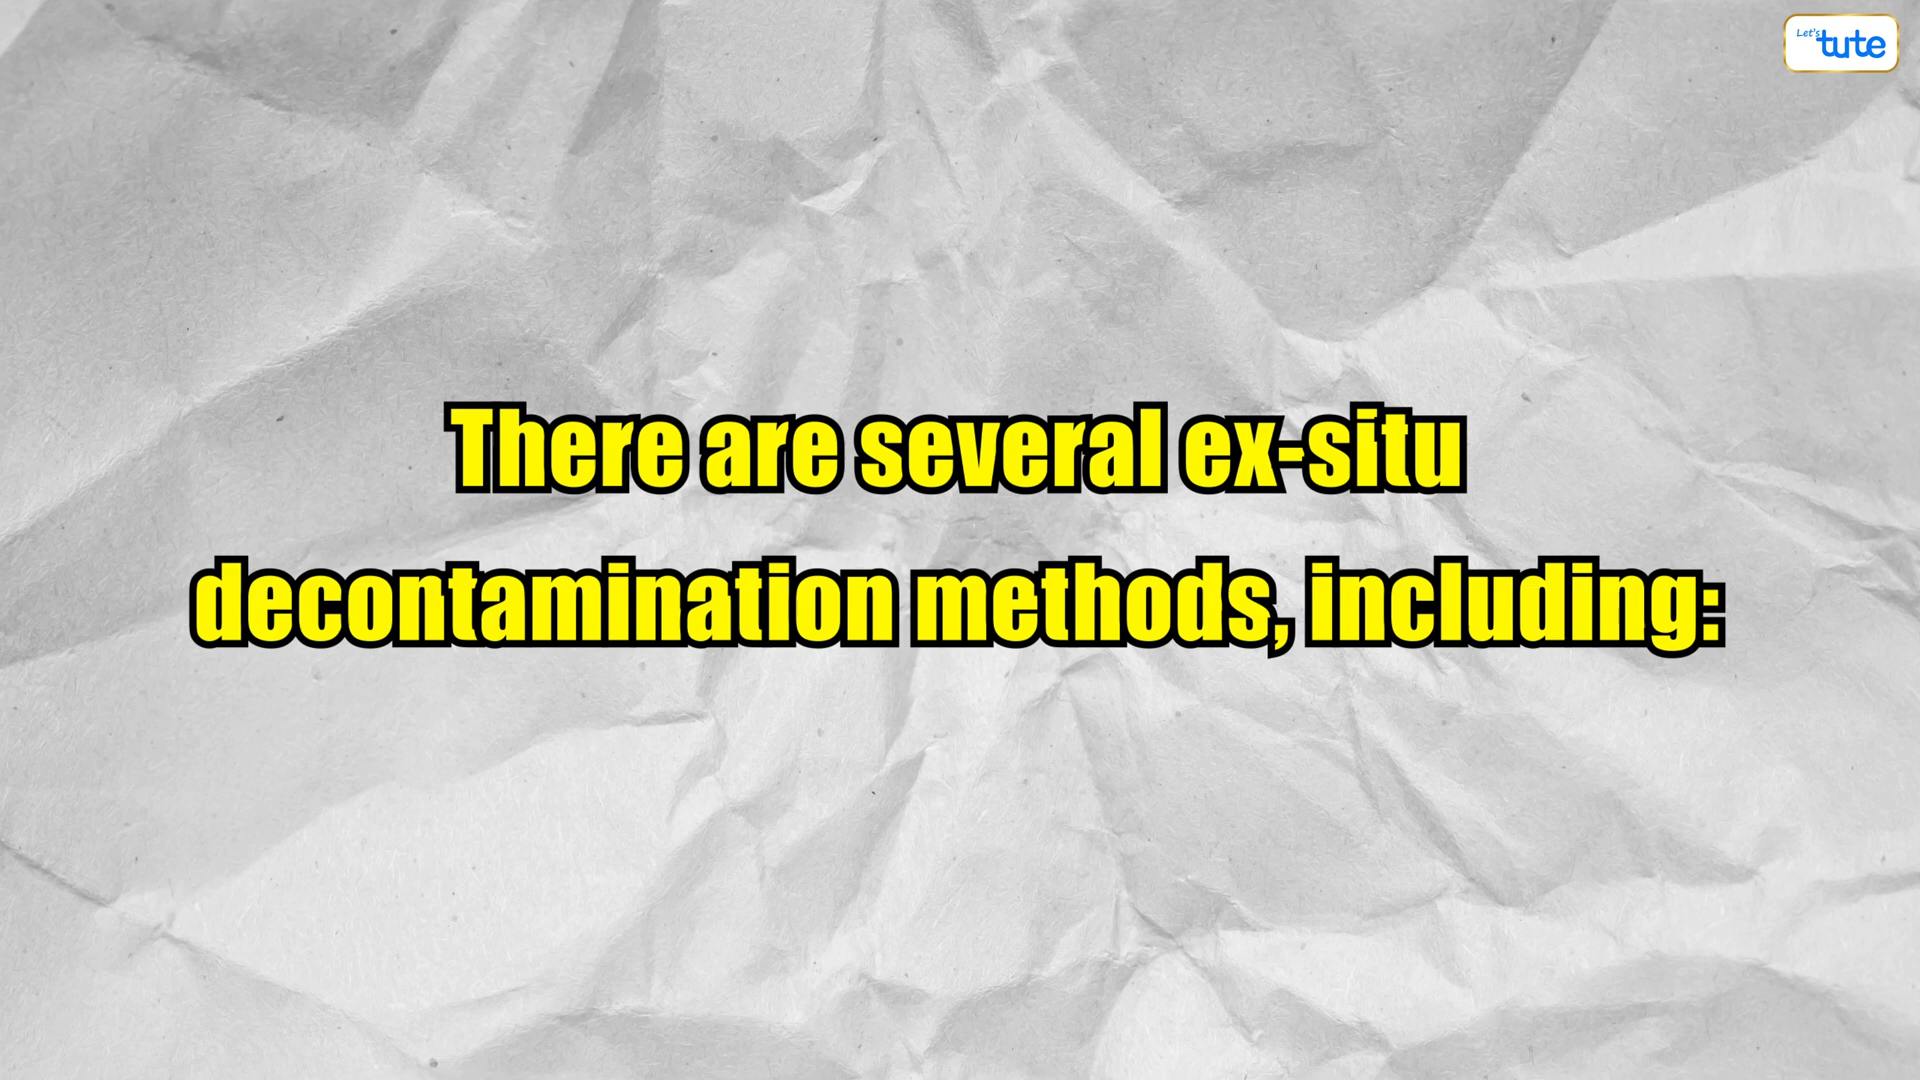 Let's
tute
There are several ex-situ
decontamination methods, including: